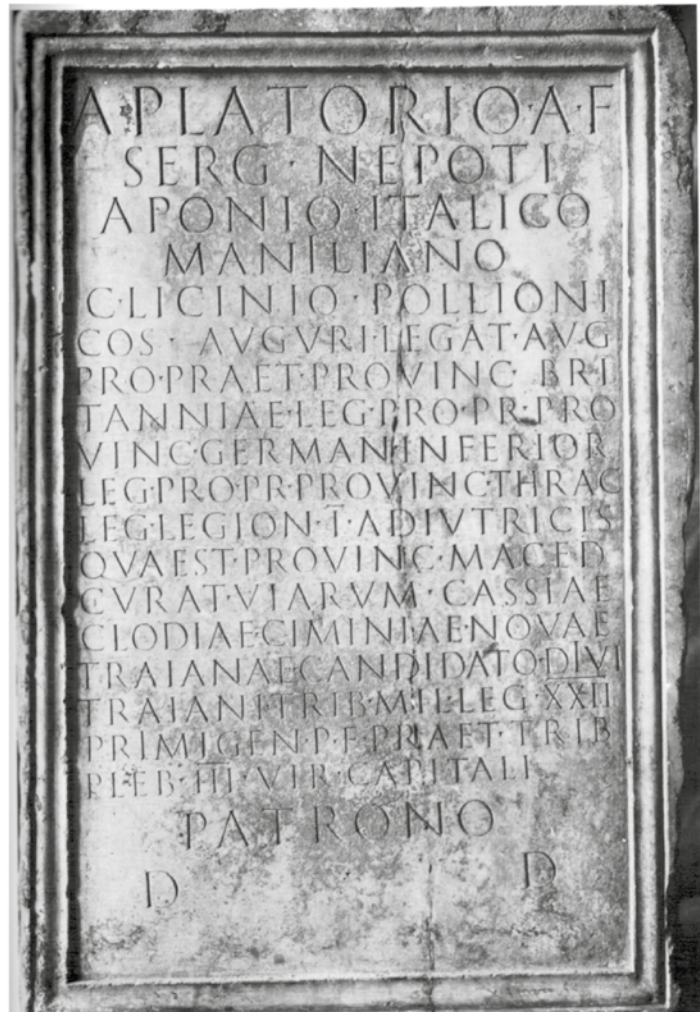 A·PLATORIO·A·F
SERG·NEPOTI
APONIO·ITALICO
MANILIANO
C·LICINIO·POLLIONI
COS·AVGVRI·LEGAT·AVG
PRO·PRAET·PROVINC·BRI
TANNIAE·LEG·PRO·PR·PRO
VINC·GERMAN·INFERIOR
LEG·PRO·PR·PROVINC·THRAC
LEG·LEGION·I·ADIVTRICIS
QVAEST·PROVINC·MACED
CVRAT·VIARVM·CASSIAE
CLODIAE·CIMINIAE·NOVAE
TRAIANAE·CANDIDATO·DIVI
TRAIANI·TRIB·MIL·LEG·XXII
PRIMIGEN·P·F·PRAET·TRIB
PLEB·III·VIR·CAPITALI
PATRONO
D D